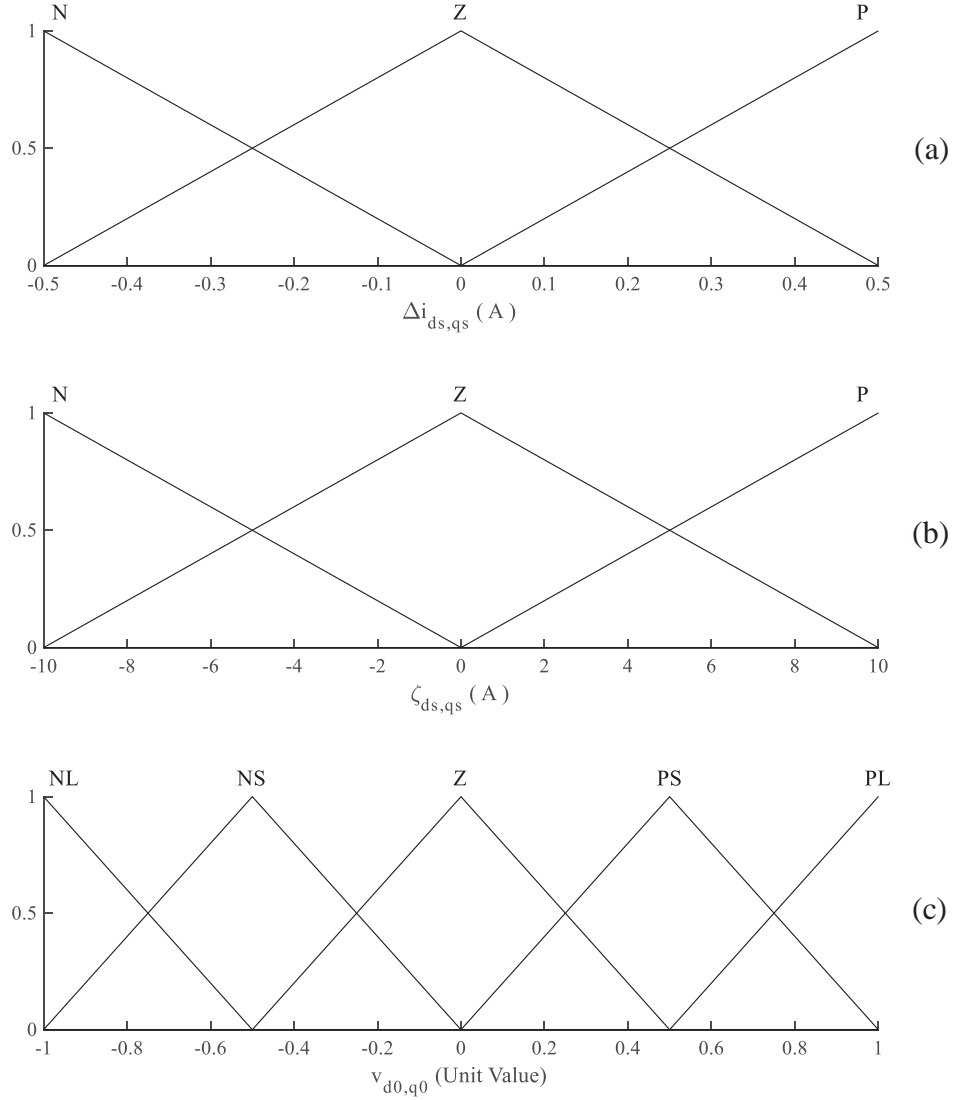 N Z P
1
0.5
0
-0.5 -0.4 -0.3 -0.2 -0.1 0 0.1 0.2 0.3 0.4 0.5
Δi_ds,qs (A)
(a)
N Z P
1
0.5
0
-10 -8 -6 -4 -2 0 2 4 6 8 10
ζ_ds,qs (A)
(b)
NL NS Z PS PL
1
0.5
0
-1 -0.8 -0.6 -0.4 -0.2 0 0.2 0.4 0.6 0.8 1
v_d0,q0 (Unit Value)
(c)